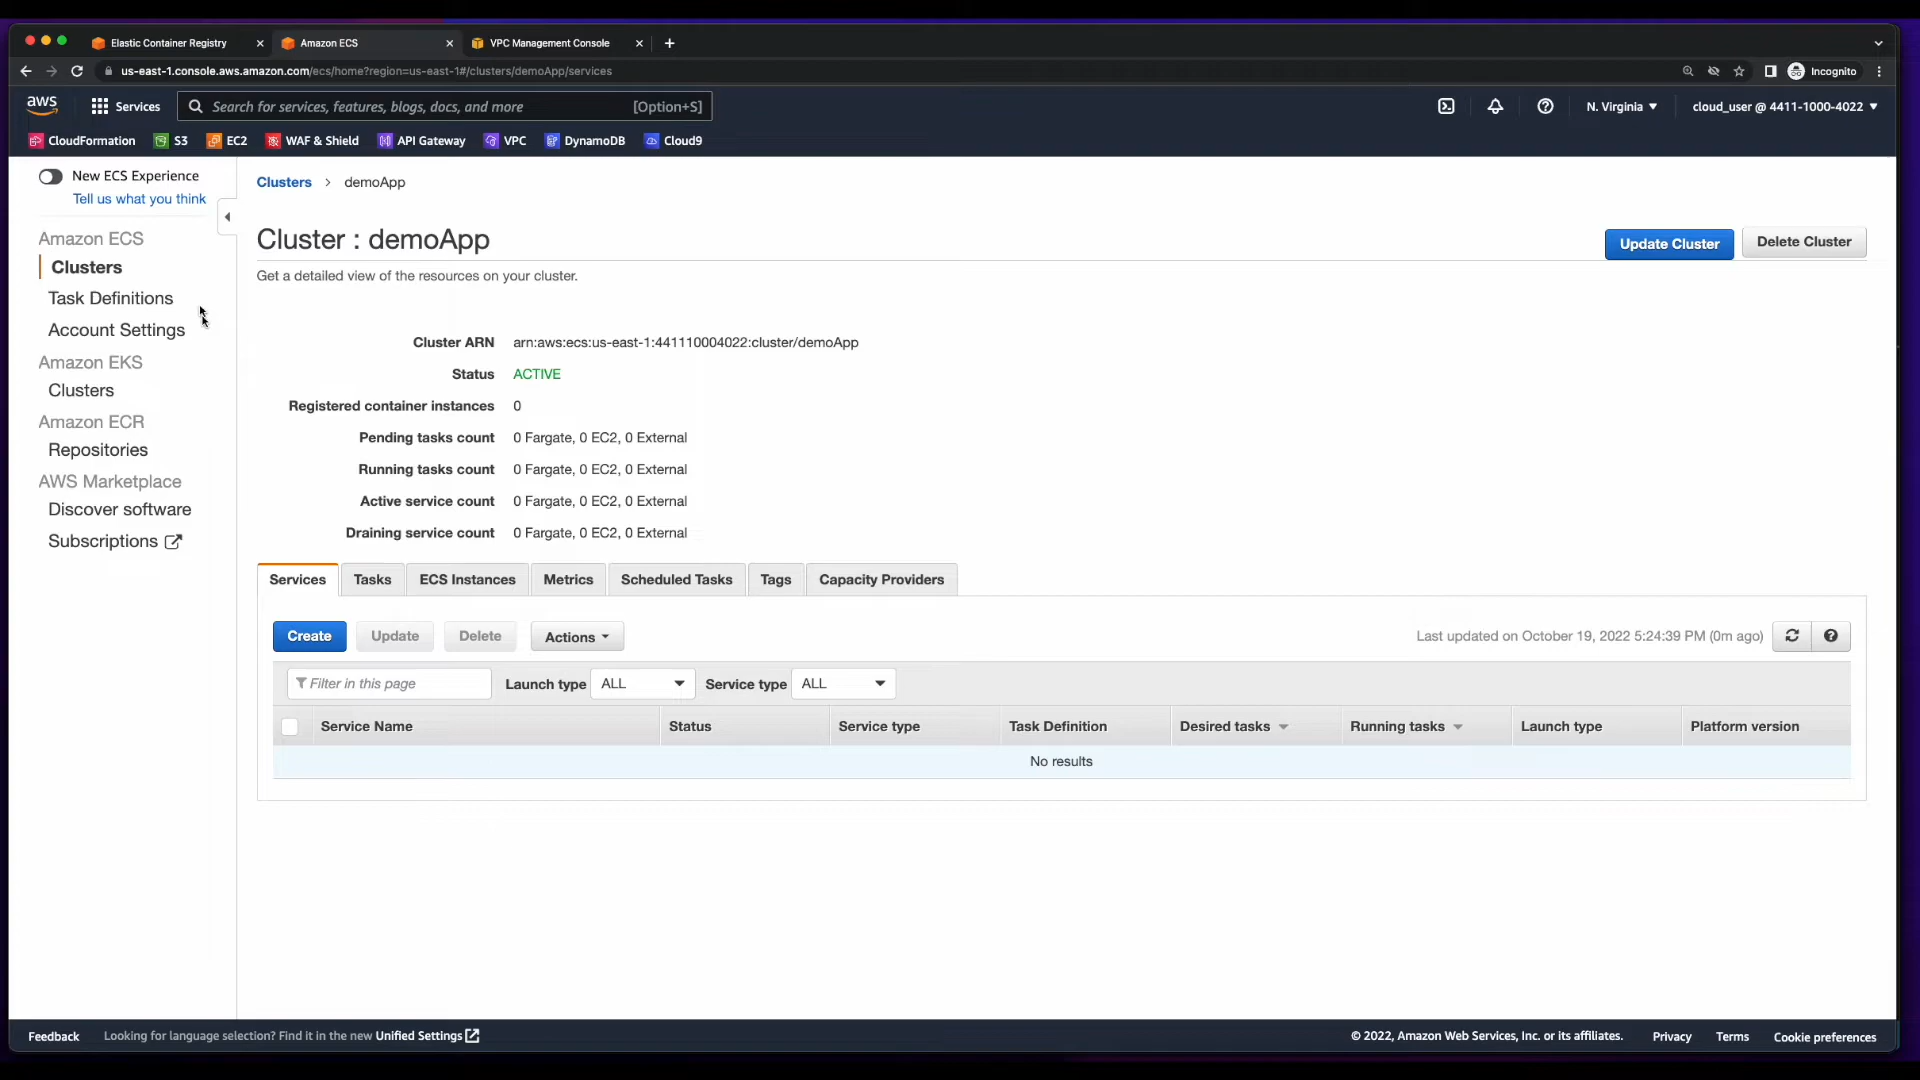 Elastic Container Registry
Amazon ECS
VPC Management Console
us-east-1.console.aws.amazon.com/ecs/home?region=us-east-1#/clusters/demoApp/services
Incognito
aws
Services
Search for services, features, blogs, docs, and more
[Option+S]
N. Virginia
cloud_user @ 4411-1000-4022
CloudFormation
S3
EC2
WAF & Shield
API Gateway
VPC
DynamoDB
Cloud9
New ECS Experience
Tell us what you think
Amazon ECS
Clusters
Task Definitions
Account Settings
Amazon EKS
Clusters
Amazon ECR
Repositories
AWS Marketplace
Discover software
Subscriptions
Clusters > demoApp
Cluster : demoApp
Update Cluster
Delete Cluster
Get a detailed view of the resources on your cluster.
Cluster ARN arn:aws:ecs:us-east-1:441110004022:cluster/demoApp
Status ACTIVE
Registered container instances 0
Pending tasks count 0 Fargate, 0 EC2, 0 External
Running tasks count 0 Fargate, 0 EC2, 0 External
Active service count 0 Fargate, 0 EC2, 0 External
Draining service count 0 Fargate, 0 EC2, 0 External
Services
Tasks
ECS Instances
Metrics
Scheduled Tasks
Tags
Capacity Providers
Create
Update
Delete
Actions
Last updated on October 19, 2022 5:24:39 PM (0m ago)
Filter in this page
Launch type ALL
Service type ALL
Service Name
Status
Service type
Task Definition
Desired tasks
Running tasks
Launch type
Platform version
No results
Feedback
Looking for language selection? Find it in the new Unified Settings
© 2022, Amazon Web Services, Inc. or its affiliates.
Privacy
Terms
Cookie preferences